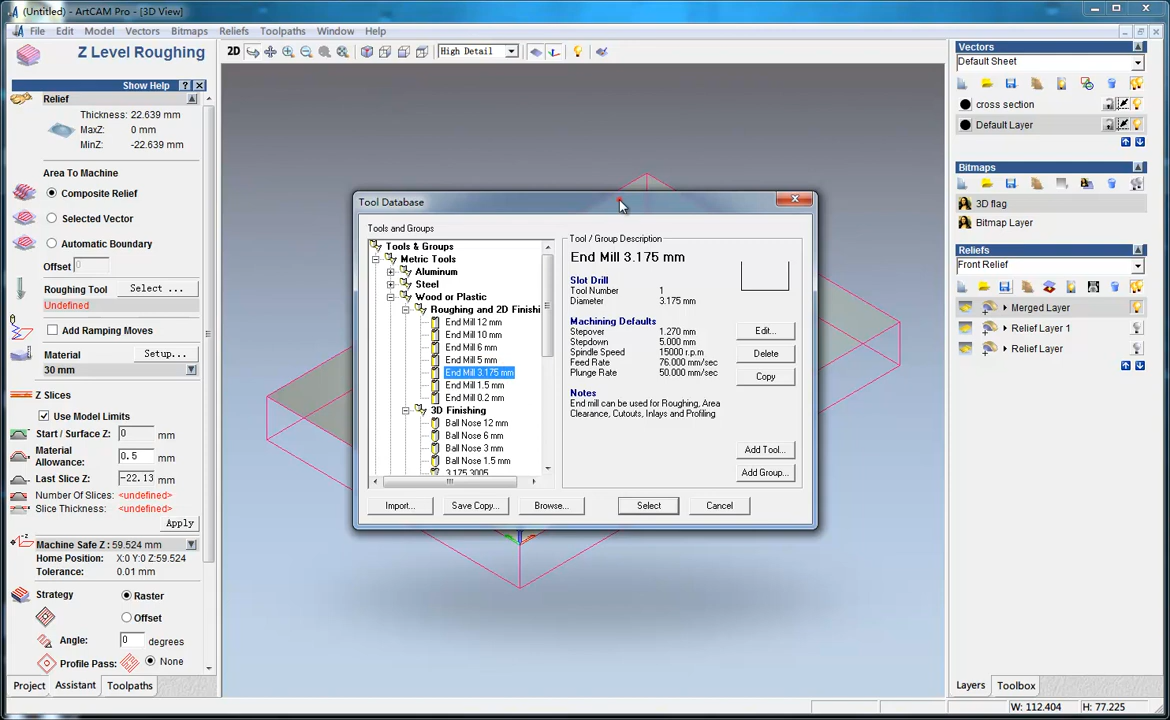 (Untitled) - ArtCAM Pro - [3D View]
File Edit Model Vectors Bitmaps Reliefs Toolpaths Window Help
Z Level Roughing
2D
High Detail
Show Help ?
Relief
Thickness: 22.639 mm
MaxZ: 0 mm
MinZ: -22.639 mm
Area To Machine
Composite Relief
Selected Vector
Automatic Boundary
Offset 0
Roughing Tool Select ...
Undefined
Add Ramping Moves
Material Setup...
30 mm
Z Slices
Use Model Limits
Start / Surface Z: 0 mm
Material
Allowance: 0.5 mm
Last Slice Z: -22.13 mm
Number Of Slices: <undefined>
Slice Thickness: <undefined>
Apply
Machine Safe Z : 59.524 mm
Home Position: X:0 Y:0 Z:59.524
Tolerance: 0.01 mm
Strategy Raster
Offset
Angle: 0 degrees
Profile Pass: None
Project Assistant Toolpaths
Tool Database
Tools and Groups
Tools & Groups
Metric Tools
Aluminum
Steel
Wood or Plastic
Roughing and 2D Finishi
End Mill 12 mm
End Mill 10 mm
End Mill 6 mm
End Mill 5 mm
End Mill 3.175 mm
End Mill 1.5 mm
End Mill 0.2 mm
3D Finishing
Ball Nose 12 mm
Ball Nose 6 mm
Ball Nose 3 mm
Ball Nose 1.5 mm
3.175 3005
Tool / Group Description
End Mill 3.175 mm
Slot Drill
Tool Number 1
Diameter 3.175 mm
Machining Defaults
Stepover 1.270 mm
Stepdown 5.000 mm
Spindle Speed 15000 r.p.m
Feed Rate 76.000 mm/sec
Plunge Rate 50.000 mm/sec
Notes
End mill can be used for Roughing, Area
Clearance, Cutouts, Inlays and Profiling
Edit...
Delete
Copy
Add Tool...
Add Group...
Import... Save Copy... Browse... Select Cancel
Vectors
Default Sheet
cross section
Default Layer
Bitmaps
3D flag
Bitmap Layer
Reliefs
Front Relief
Merged Layer
Relief Layer 1
Relief Layer
Layers Toolbox
W: 112.404 H: 77.225